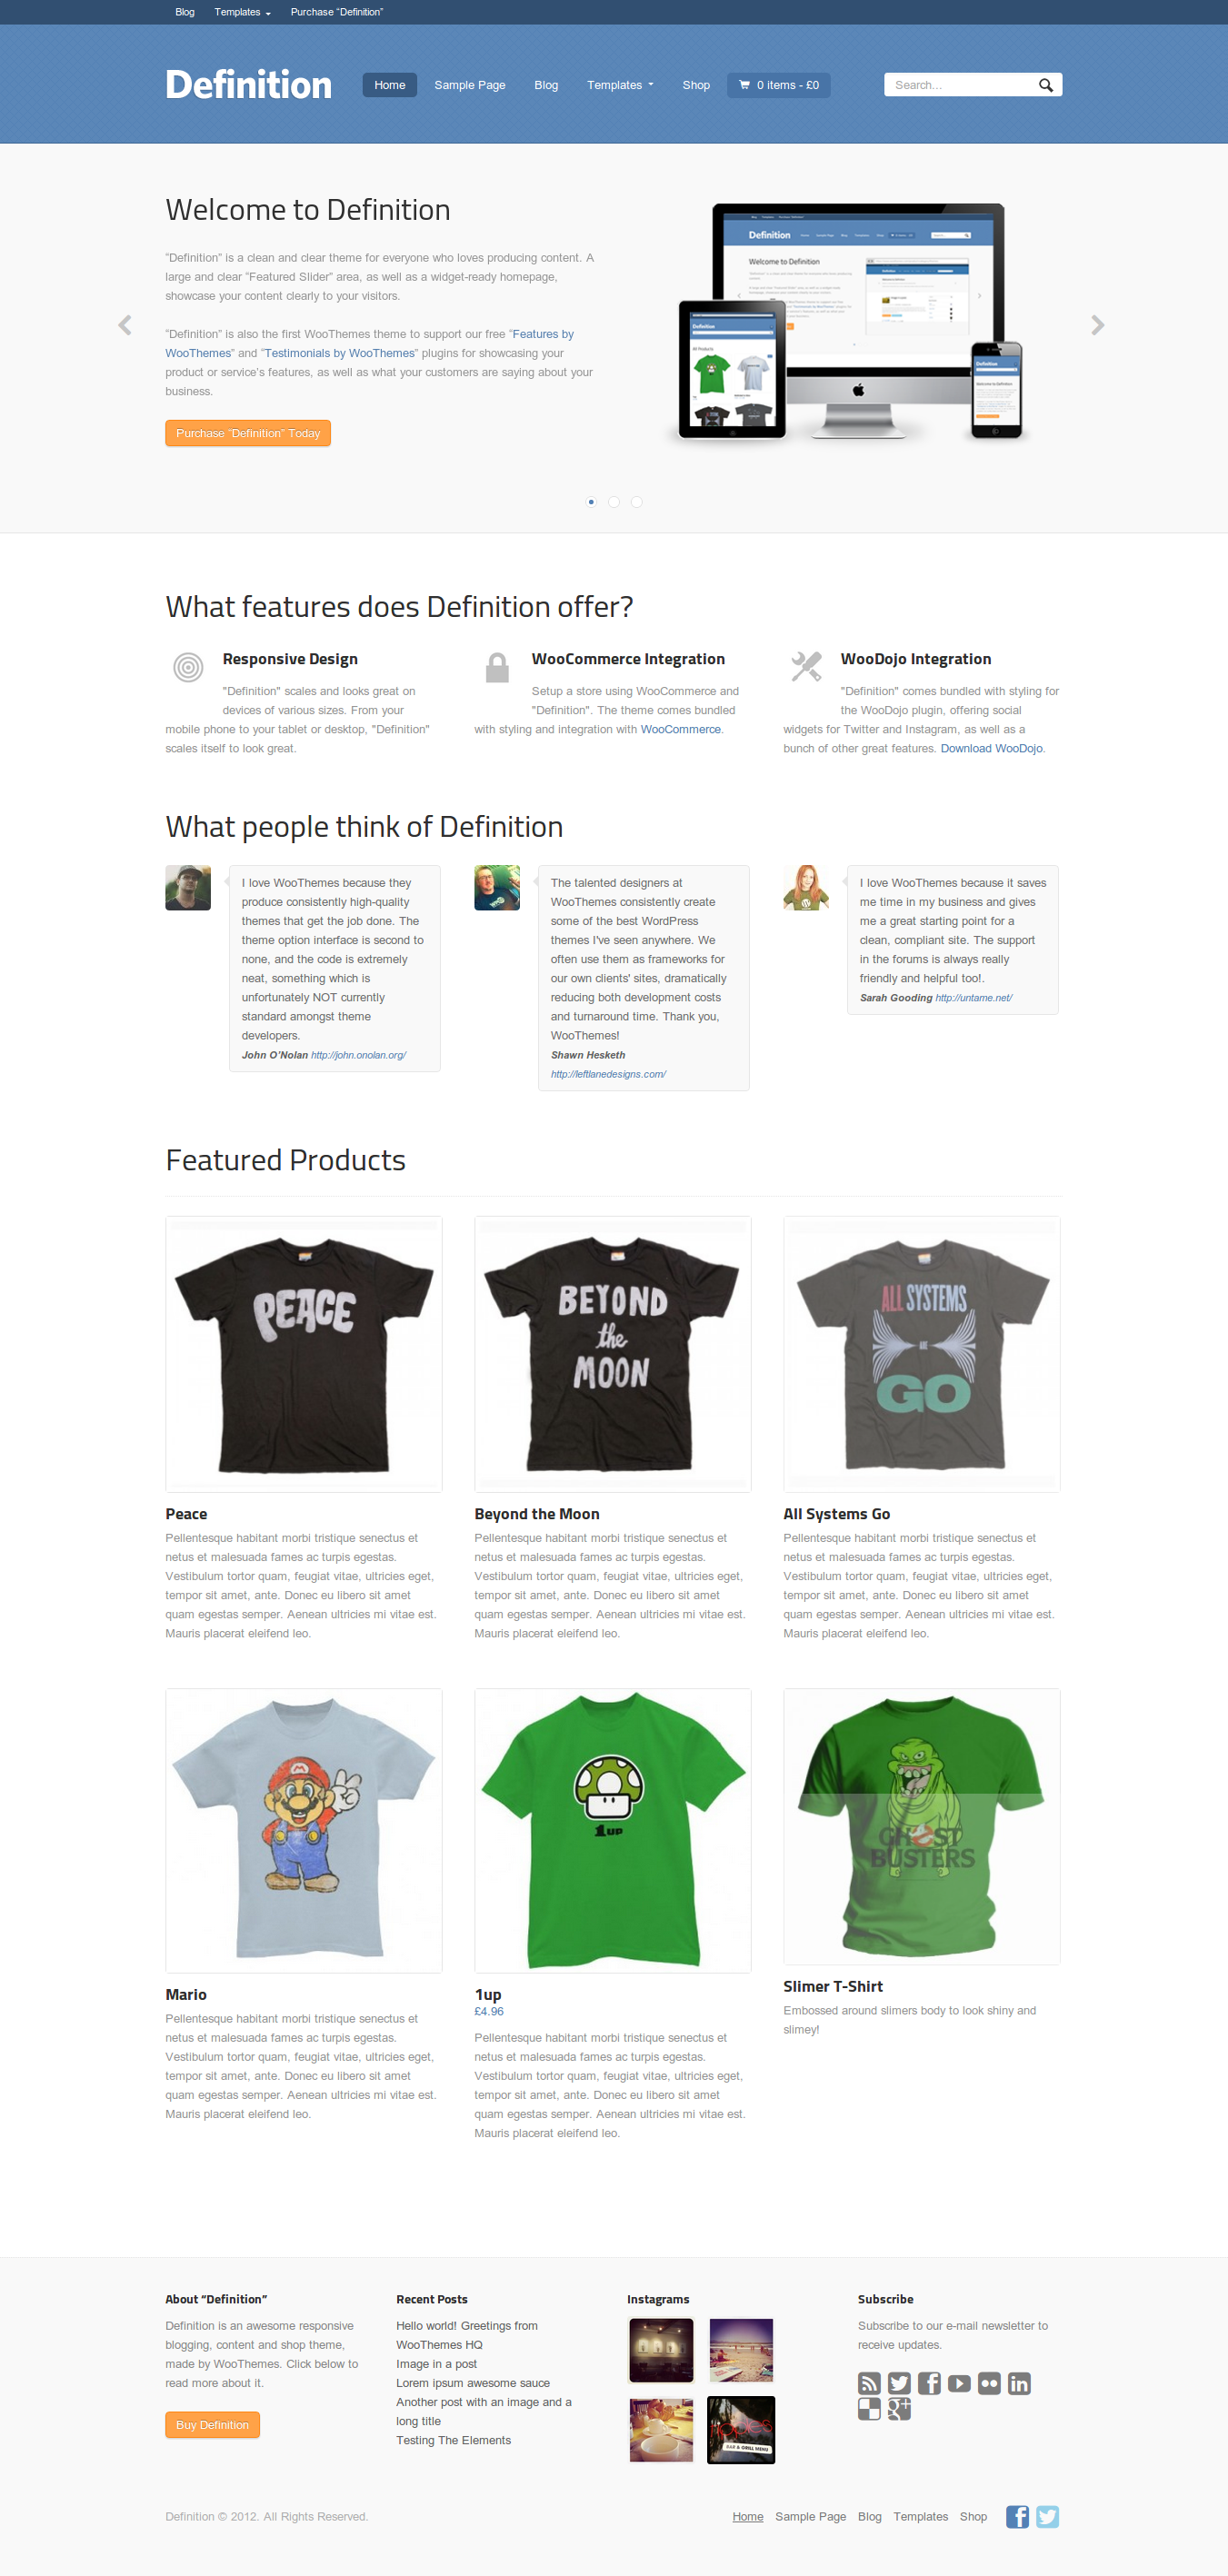 Blog Templates Purchase “Definition”
Definition
Home Sample Page Blog Templates Shop 0 items - £0 Search...
Welcome to Definition
“Definition” is a clean and clear theme for everyone who loves producing content. A
large and clear “Featured Slider” area, as well as a widget-ready homepage,
showcase your content clearly to your visitors.
“Definition” is also the first WooThemes theme to support our free “Features by
WooThemes” and “Testimonials by WooThemes” plugins for showcasing your
product or service’s features, as well as what your customers are saying about your
business.
Purchase “Definition” Today
Definition
Welcome to Definition
Definition
All Products
Definition
Welcome to Definition
What features does Definition offer?
Responsive Design
"Definition" scales and looks great on
devices of various sizes. From your
mobile phone to your tablet or desktop, "Definition"
scales itself to look great.
WooCommerce Integration
Setup a store using WooCommerce and
"Definition". The theme comes bundled
with styling and integration with WooCommerce.
WooDojo Integration
"Definition" comes bundled with styling for
the WooDojo plugin, offering social
widgets for Twitter and Instagram, as well as a
bunch of other great features. Download WooDojo.
What people think of Definition
I love WooThemes because they
produce consistently high-quality
themes that get the job done. The
theme option interface is second to
none, and the code is extremely
neat, something which is
unfortunately NOT currently
standard amongst theme
developers.
John O'Nolan http://john.onolan.org/
The talented designers at
WooThemes consistently create
some of the best WordPress
themes I've seen anywhere. We
often use them as frameworks for
our own clients' sites, dramatically
reducing both development costs
and turnaround time. Thank you,
WooThemes!
Shawn Hesketh
http://leftlanedesigns.com/
I love WooThemes because it saves
me time in my business and gives
me a great starting point for a
clean, compliant site. The support
in the forums is always really
friendly and helpful too!.
Sarah Gooding http://untame.net/
Featured Products
PEACE
BEYOND
the
MOON
ALL SYSTEMS
ARE
GO
Peace
Pellentesque habitant morbi tristique senectus et
netus et malesuada fames ac turpis egestas.
Vestibulum tortor quam, feugiat vitae, ultricies eget,
tempor sit amet, ante. Donec eu libero sit amet
quam egestas semper. Aenean ultricies mi vitae est.
Mauris placerat eleifend leo.
Beyond the Moon
Pellentesque habitant morbi tristique senectus et
netus et malesuada fames ac turpis egestas.
Vestibulum tortor quam, feugiat vitae, ultricies eget,
tempor sit amet, ante. Donec eu libero sit amet
quam egestas semper. Aenean ultricies mi vitae est.
Mauris placerat eleifend leo.
All Systems Go
Pellentesque habitant morbi tristique senectus et
netus et malesuada fames ac turpis egestas.
Vestibulum tortor quam, feugiat vitae, ultricies eget,
tempor sit amet, ante. Donec eu libero sit amet
quam egestas semper. Aenean ultricies mi vitae est.
Mauris placerat eleifend leo.
M
1UP
GHOST
BUSTERS
Mario
Pellentesque habitant morbi tristique senectus et
netus et malesuada fames ac turpis egestas.
Vestibulum tortor quam, feugiat vitae, ultricies eget,
tempor sit amet, ante. Donec eu libero sit amet
quam egestas semper. Aenean ultricies mi vitae est.
Mauris placerat eleifend leo.
1up
£4.96
Pellentesque habitant morbi tristique senectus et
netus et malesuada fames ac turpis egestas.
Vestibulum tortor quam, feugiat vitae, ultricies eget,
tempor sit amet, ante. Donec eu libero sit amet
quam egestas semper. Aenean ultricies mi vitae est.
Mauris placerat eleifend leo.
Slimer T-Shirt
Embossed around slimers body to look shiny and
slimey!
About “Definition”
Definition is an awesome responsive
blogging, content and shop theme,
made by WooThemes. Click below to
read more about it.
Buy Definition
Recent Posts
Hello world! Greetings from
WooThemes HQ
Image in a post
Lorem ipsum awesome sauce
Another post with an image and a
long title
Testing The Elements
Instagrams
BAR & GRILL MENU
Subscribe
Subscribe to our e-mail newsletter to
receive updates.
Definition © 2012. All Rights Reserved.
Home Sample Page Blog Templates Shop